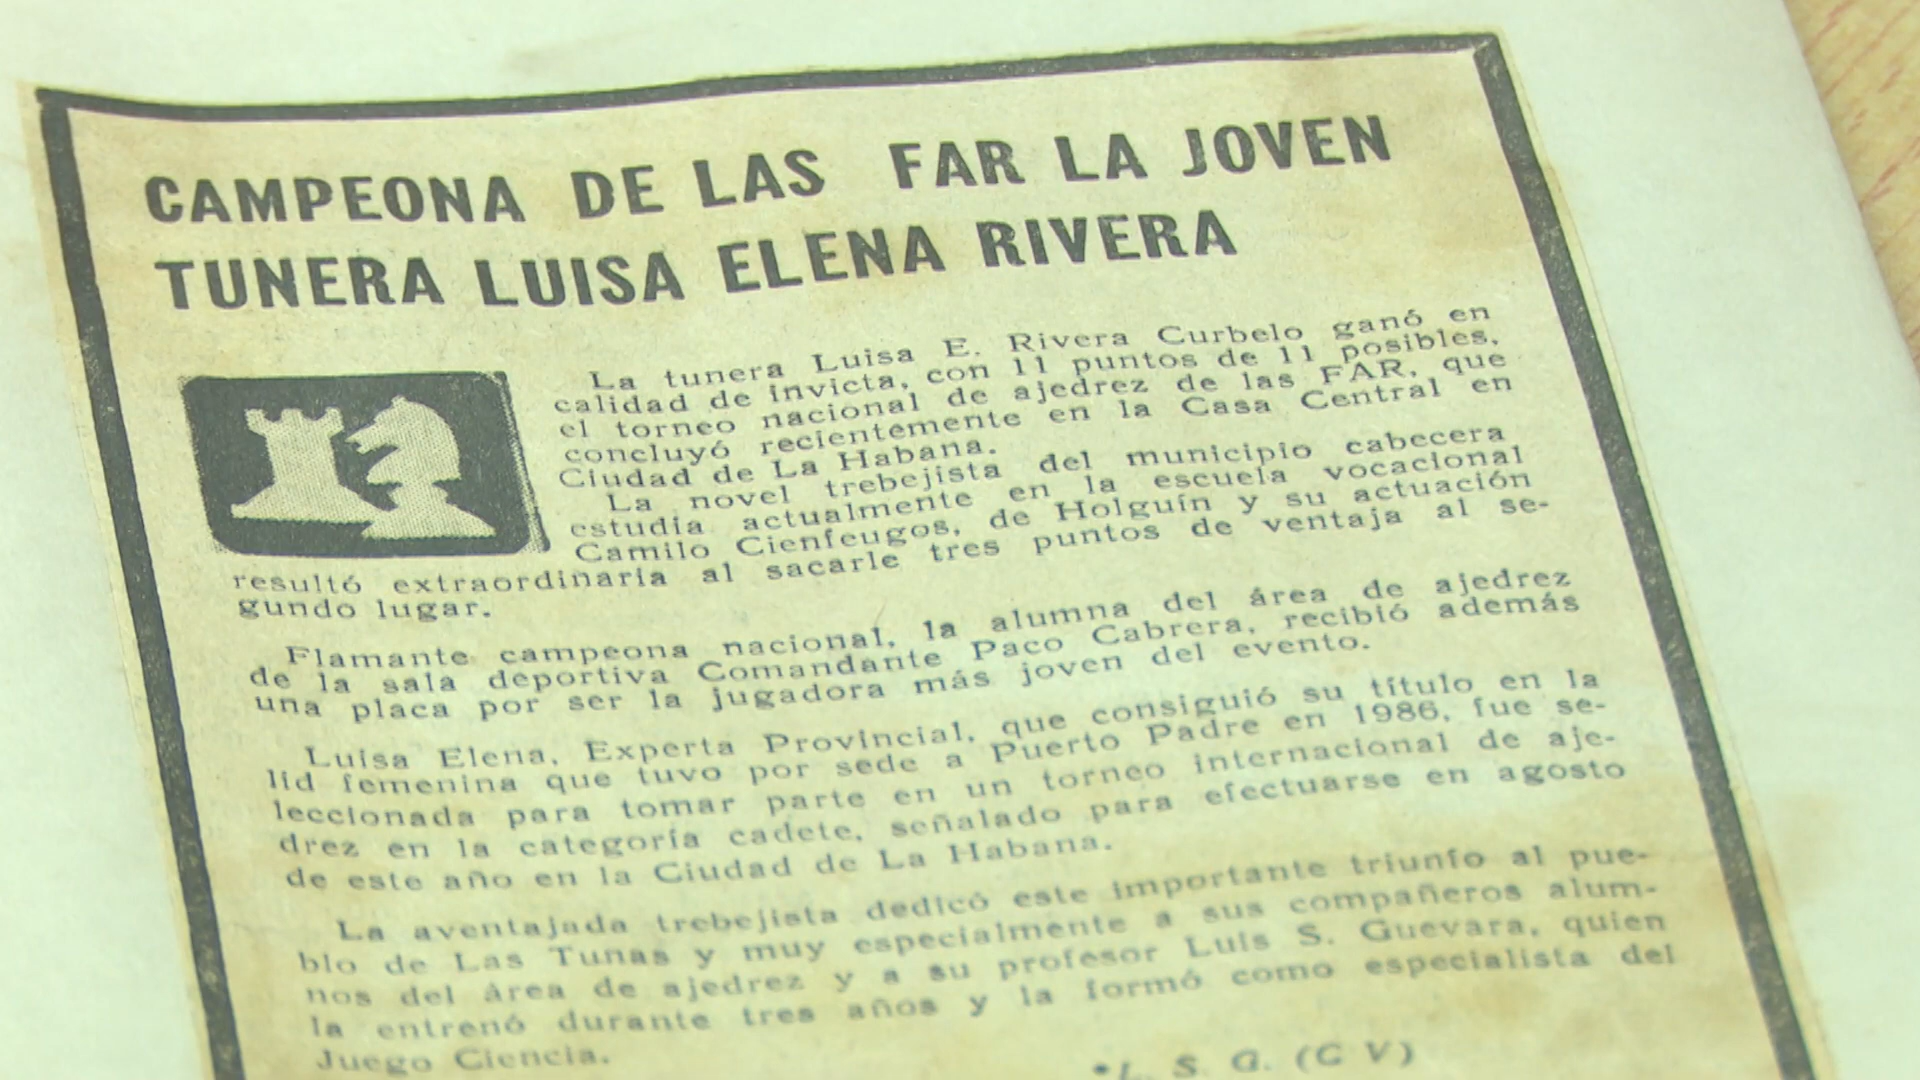 CAMPEONA DE LAS FAR LA JOVEN
TUNERA LUISA ELENA RIVERA
La tunera Luisa E. Rivera Curbelo ganó en
calidad de invicta, con 11 puntos de 11 posibles,
el torneo nacional de ajedrez de las FAR, que
concluyó recientemente en la Casa Central en
Ciudad de La Habana.
La novel trebejista del municipio cabecera
estudia actualmente en la escuela vocacional
Camilo Cienfeugos, de Holguín y su actuación
resultó extraordinaria al sacarle tres puntos de ventaja al se-
gundo lugar.
Flamante campeona nacional, la alumna del área de ajedrez
de la sala deportiva Comandante Paco Cabrera, recibió además
una placa por ser la jugadora más joven del evento.
Luisa Elena, Experta Provincial, que consiguió su título en la
lid femenina que tuvo por sede a Puerto Padre en 1986, fue se-
leccionada para tomar parte en un torneo internacional de aje-
drez en la categoría cadete, señalado para efectuarse en agosto
de este año en la Ciudad de La Habana.
La aventajada trebejista dedicó este importante triunfo al pue-
blo de Las Tunas y muy especialmente a sus compañeros alum-
nos del área de ajedrez y a su profesor Luis S. Guevara, quien
la entrenó durante tres años y la formó como especialista del
Juego Ciencia.
*L. S. G. (C V)